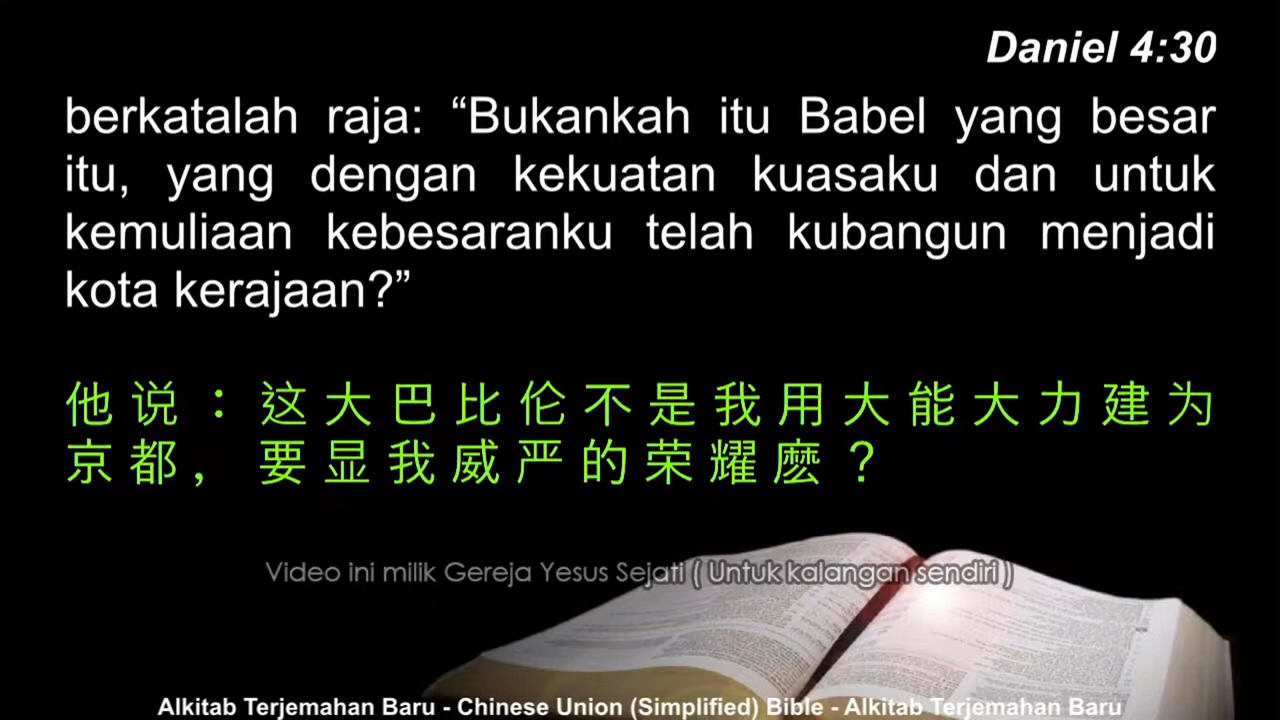 Daniel 4:30
berkatalah raja: “Bukankah itu Babel yang besar
itu, yang dengan kekuatan kuasaku dan untuk
kemuliaan kebesaranku telah kubangun menjadi
kota kerajaan?”
他说：这大巴比伦不是我用大能大力建为
京都，要显我威严的荣耀麽？
Video ini milik Gereja Yesus Sejati ( Untuk kalangan sendiri )
Alkitab Terjemahan Baru - Chinese Union (Simplified) Bible - Alkitab Terjemahan Baru